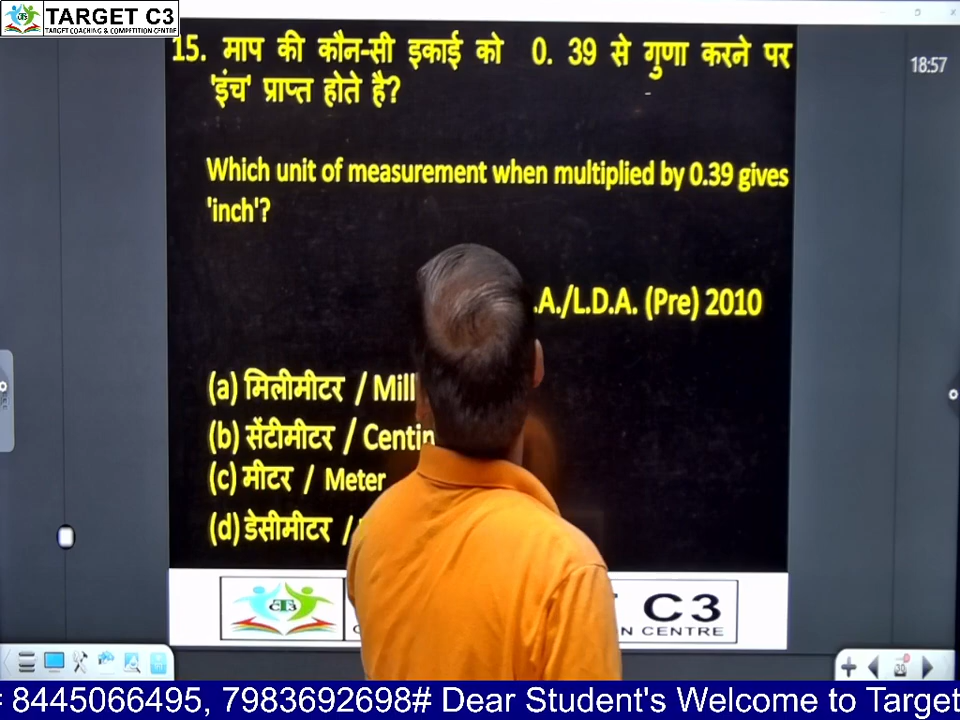 TARGET C3
TARGET COACHING & COMPETITION CENTRE
15. माप की कौन-सी इकाई को 0. 39 से गुणा करने पर
'इंच' प्राप्त होते है?
18:57
Which unit of measurement when multiplied by 0.39 gives
'inch'?
.A./L.D.A. (Pre) 2010
(a) मिलीमीटर / Mill
(b) सेंटीमीटर / Centin
(c) मीटर / Meter
(d) डेसीमीटर /
C3
CENTRE
# 8445066495, 7983692698# Dear Student's Welcome to Target